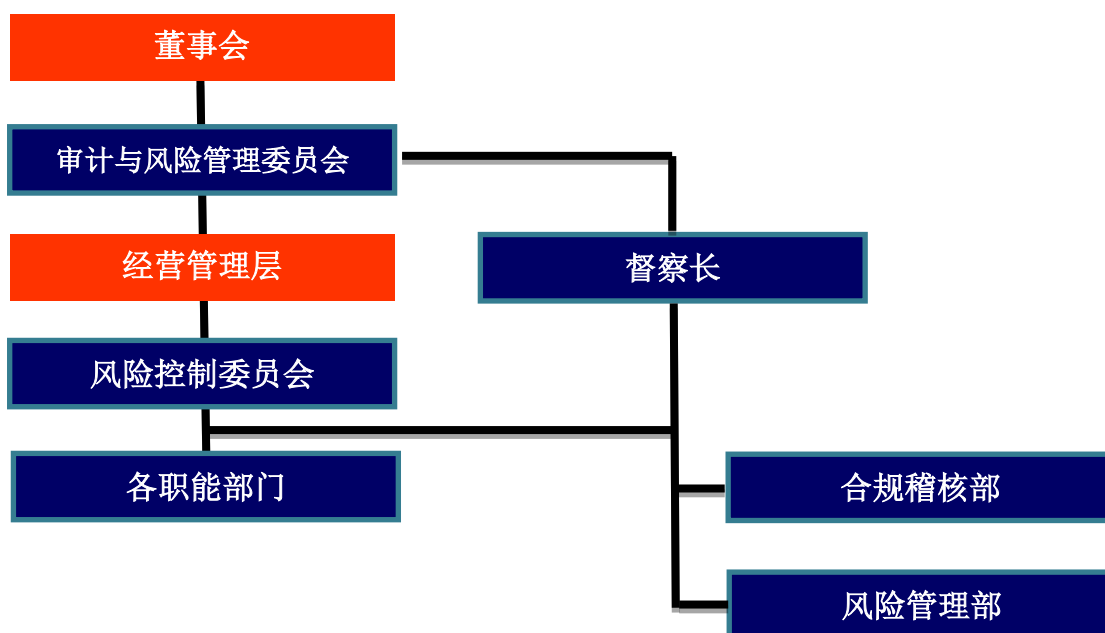 董事会
审计与风险管理委员会
经营管理层
督察长
风险控制委员会
各职能部门
合规稽核部
风险管理部